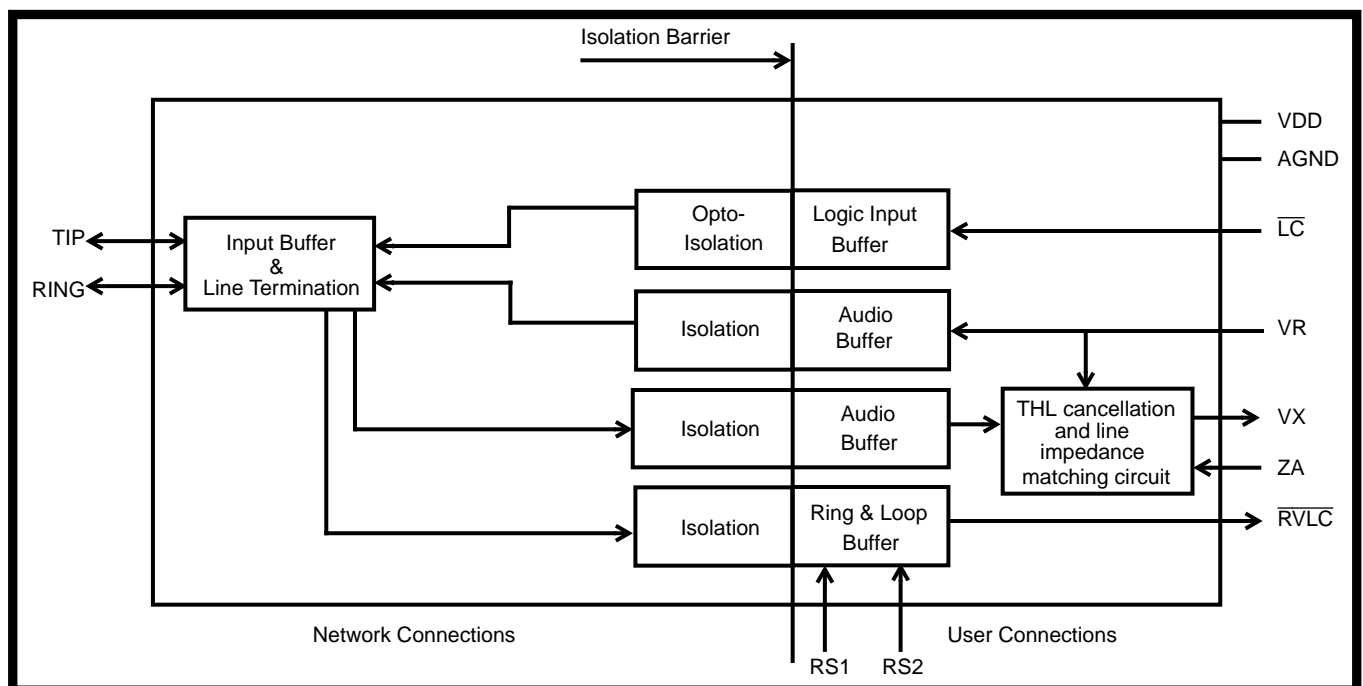 Isolation Barrier
VDD
AGND
TIP
RING
Input Buffer
&
Line Termination
Opto-
Isolation
Logic Input
Buffer
L̅C̅
Isolation
Audio
Buffer
VR
Isolation
Audio
Buffer
THL cancellation
and line
impedance
matching circuit
VX
ZA
Isolation
Ring & Loop
Buffer
R̅V̅L̅C̅
Network Connections
User Connections
RS1
RS2